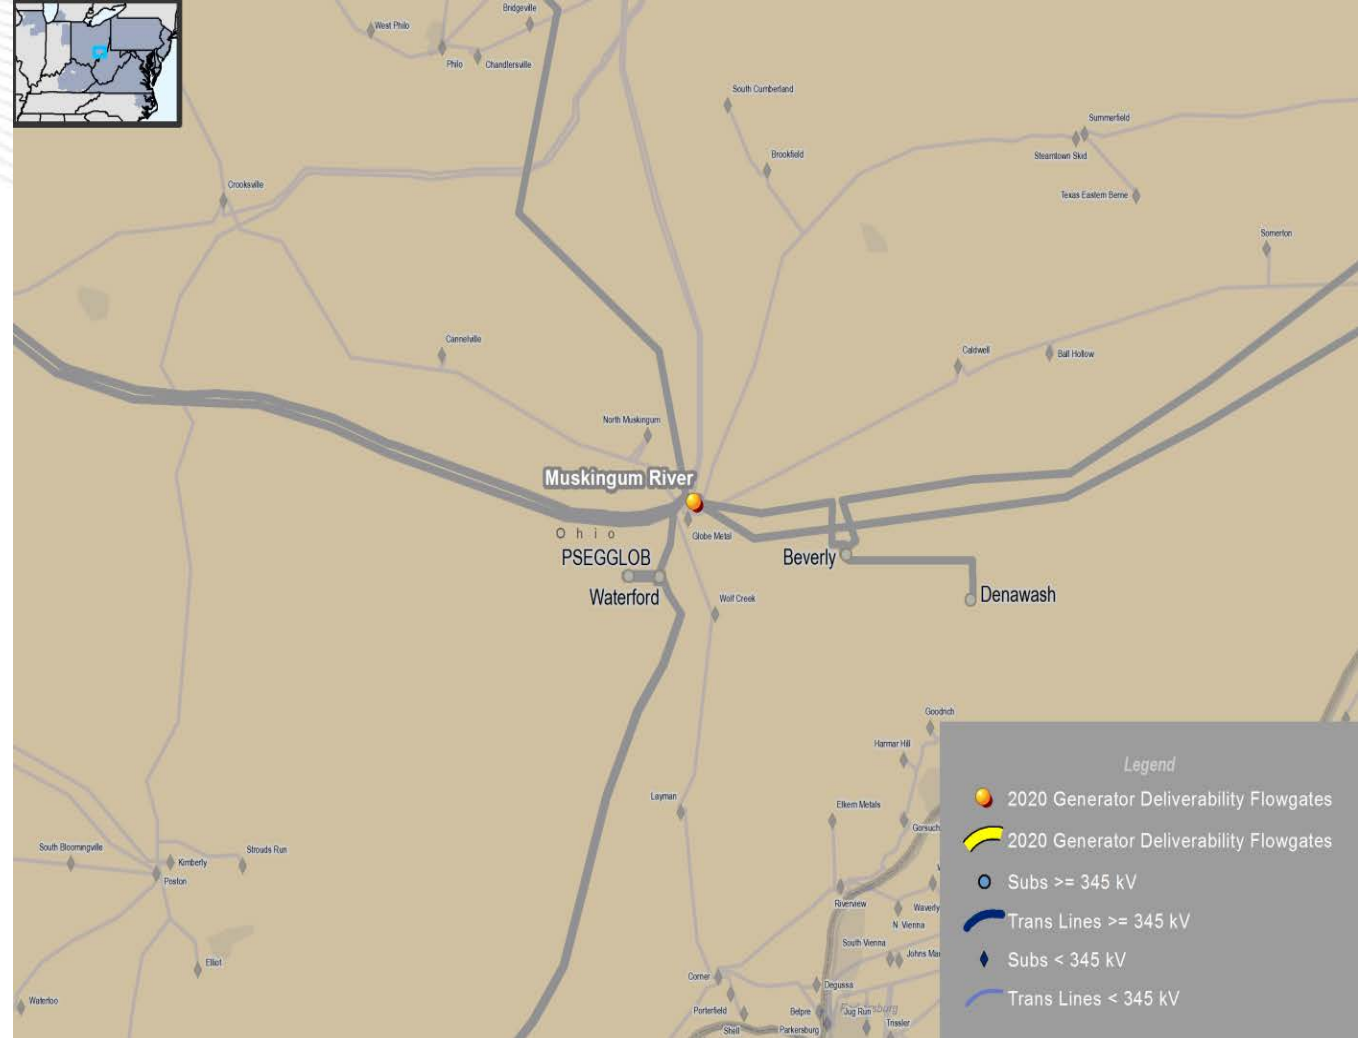 Bridgeville
West Philo
Philo
Chandlersville
South Cumberland
Summerfield
Brookfield
Steamtown Skid
Crooksville
Texas Eastern Berne
Somerton
Cannelville
Caldwell
Ball Hollow
North Muskingum
Muskingum River
Ohio
Globe Metal
PSEGGLOB
Beverly
Waterford
Denawash
Wolf Creek
Goodrich
Harmar Hill
Layman
Elkem Metals
Gorsuch
South Bloomingville
Kimberly
Strouds Run
Poston
Riverview
Waverly
N Vienna
South Vienna
Johns Ma
Elliot
Corner
Degussa
Waterloo
Porterfield
Belpre
Jug Run
Shell
Parkersburg
Trissler
Legend
2020 Generator Deliverability Flowgates
2020 Generator Deliverability Flowgates
Subs >= 345 kV
Trans Lines >= 345 kV
Subs < 345 kV
Trans Lines < 345 kV